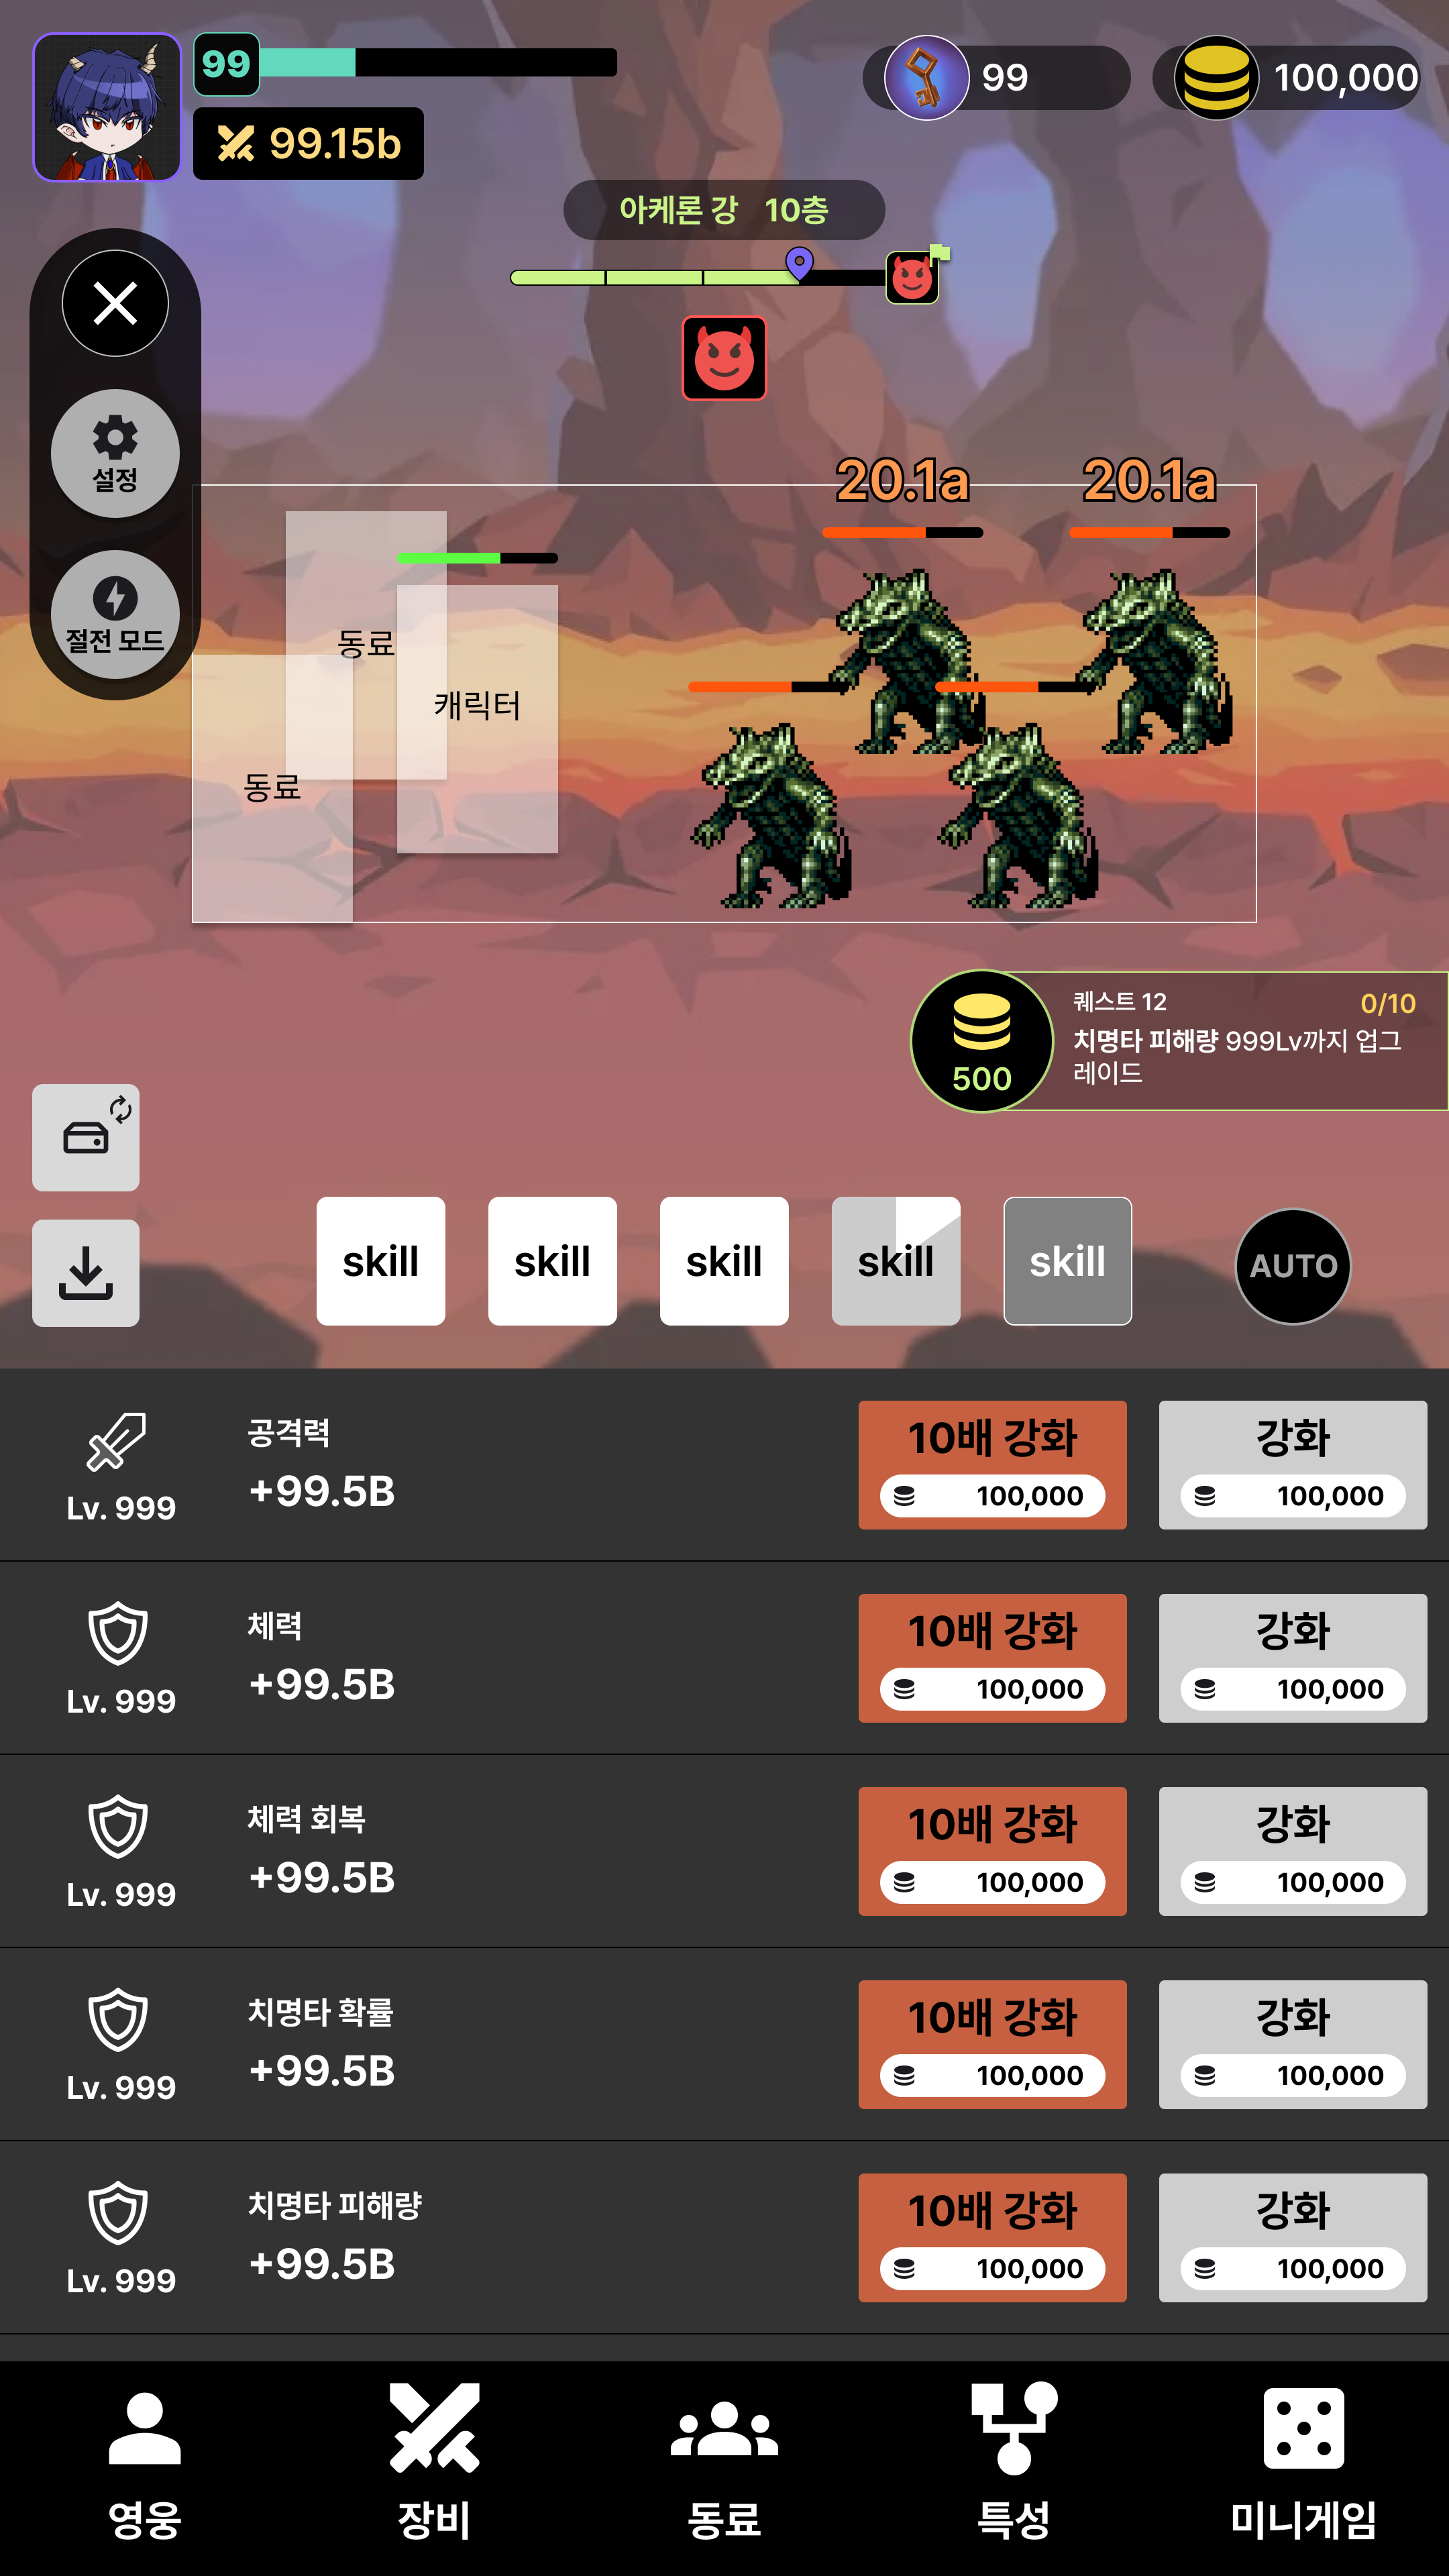 99
99.15b
99
100,000
아케론 강 10층
설정
절전 모드
20.1a
20.1a
동료
캐릭터
동료
퀘스트 12
0/10
치명타 피해량 999Lv까지 업그
레이드
500
skill
skill
skill
skill
skill
AUTO
공격력
+99.5B
Lv. 999
10배 강화
100,000
강화
100,000
체력
+99.5B
Lv. 999
10배 강화
100,000
강화
100,000
체력 회복
+99.5B
Lv. 999
10배 강화
100,000
강화
100,000
치명타 확률
+99.5B
Lv. 999
10배 강화
100,000
강화
100,000
치명타 피해량
+99.5B
Lv. 999
10배 강화
100,000
강화
100,000
영웅
장비
동료
특성
미니게임